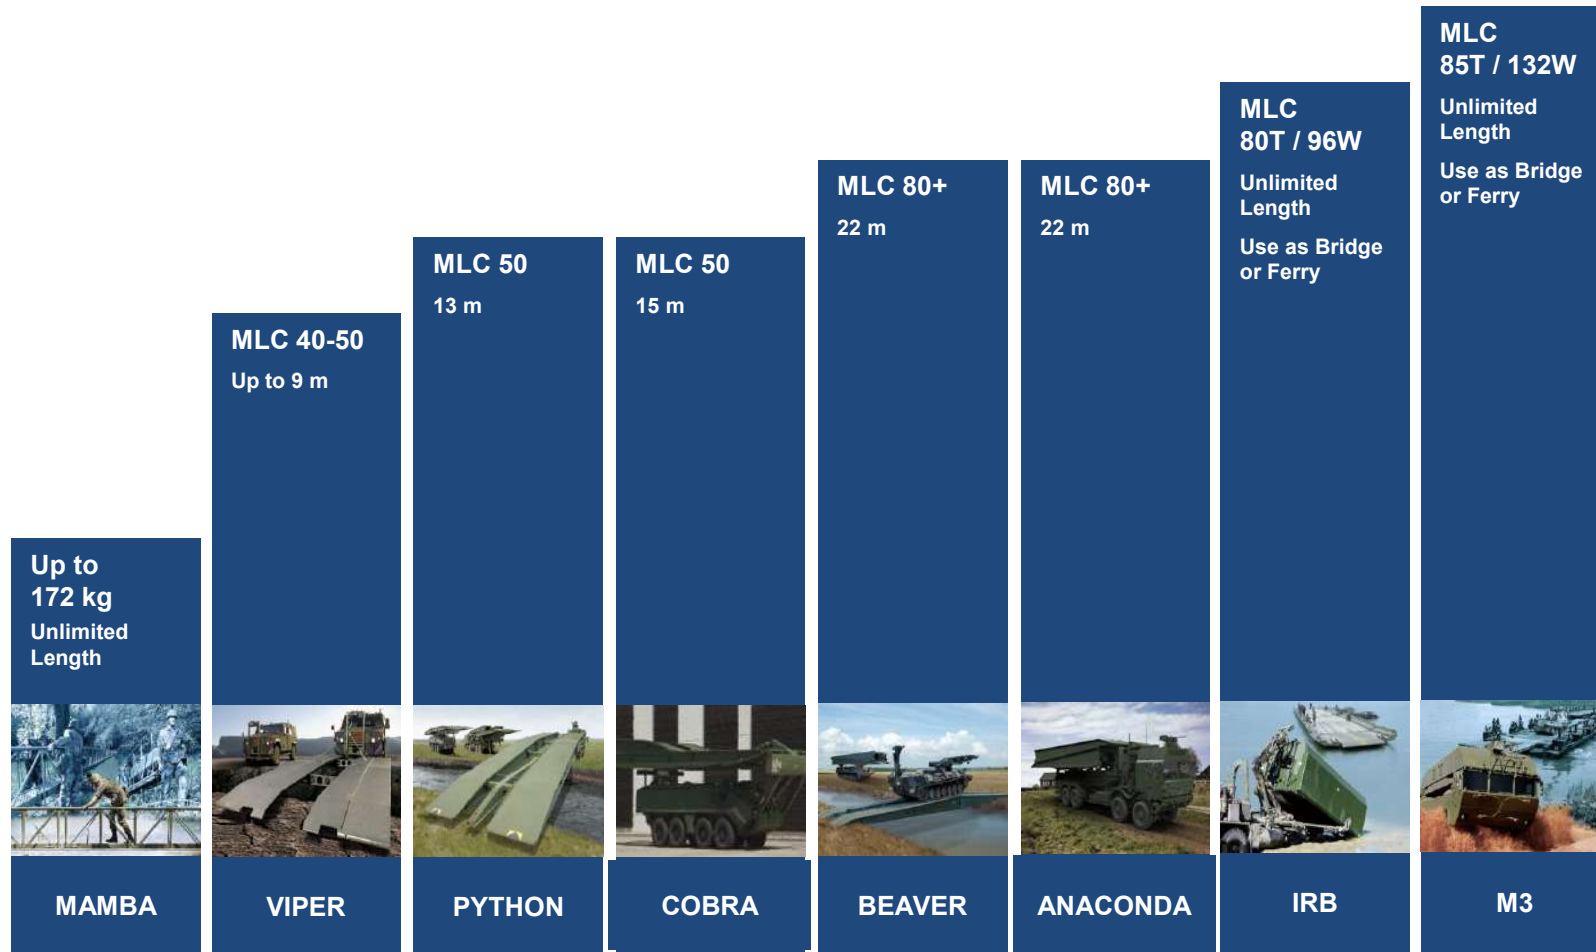 Up to
172 kg
Unlimited
Length
MAMBA
MLC 40-50
Up to 9 m
VIPER
MLC 50
13 m
PYTHON
MLC 50
15 m
COBRA
MLC 80+
22 m
BEAVER
MLC 80+
22 m
ANACONDA
MLC
80T / 96W
Unlimited
Length
Use as Bridge
or Ferry
IRB
MLC
85T / 132W
Unlimited
Length
Use as Bridge
or Ferry
M3